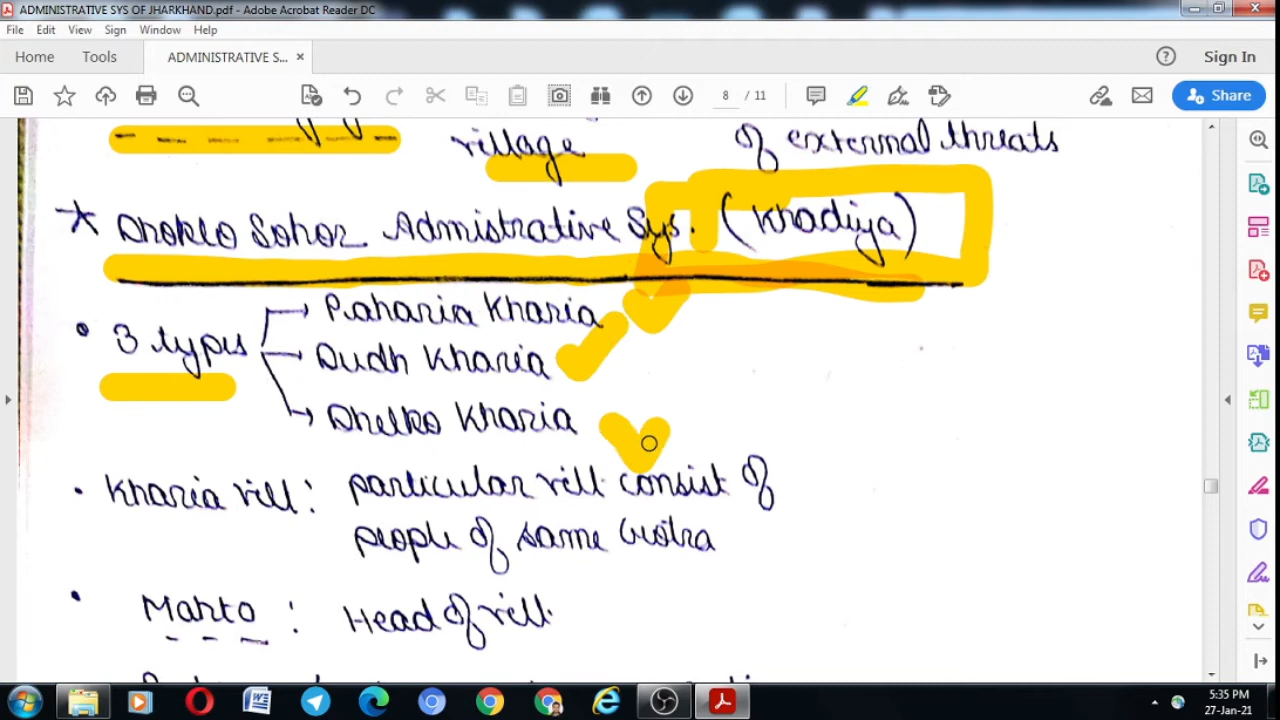 ADMINISTRATIVE SYS OF JHARKHAND.pdf - Adobe Acrobat Reader DC
File Edit View Sign Window Help
Home Tools ADMINISTRATIVE S... × Sign In
8 / 11 Share
village of external threats
* Dhoklo Sohor Admistrative Sys. (Khadiya)
• 3 types → Paharia Kharia
→ Dudh Kharia
→ Dhelko Kharia
• Kharia vill : particular vill consist of
people of same Gotra
• Mahto : Head of vill.
5:35 PM
27-Jan-21